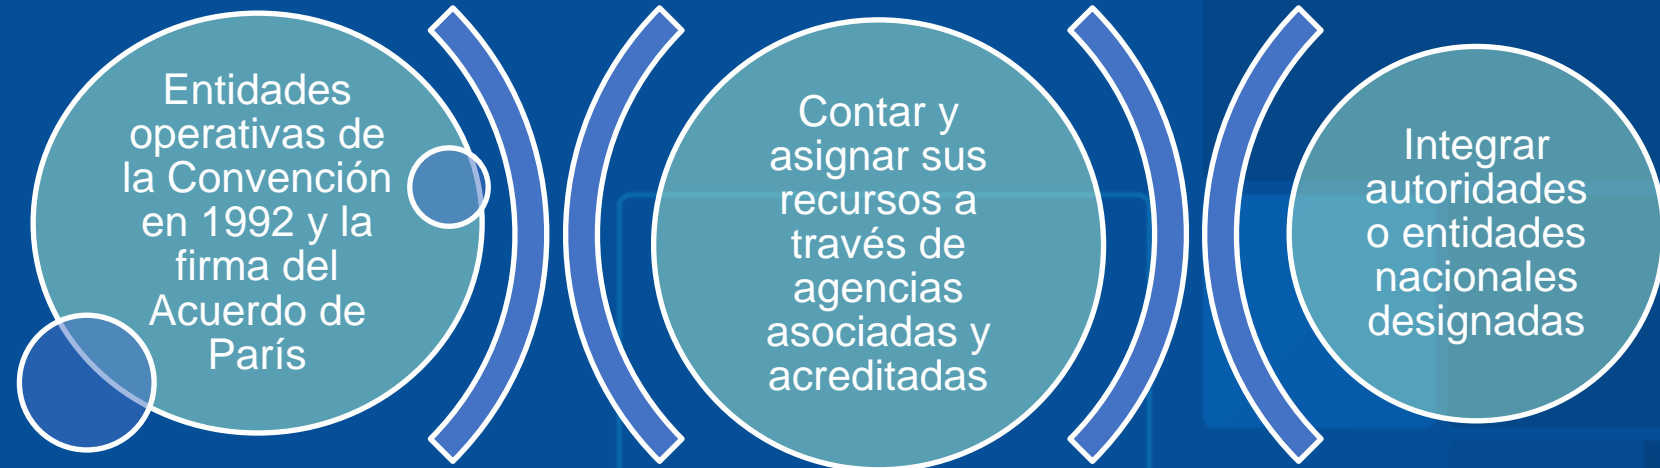 Entidades
operativas de
la Convención
en 1992 y la
firma del
Acuerdo de
París
Contar y
asignar sus
recursos a
través de
agencias
asociadas y
acreditadas
Integrar
autoridades
o entidades
nacionales
designadas